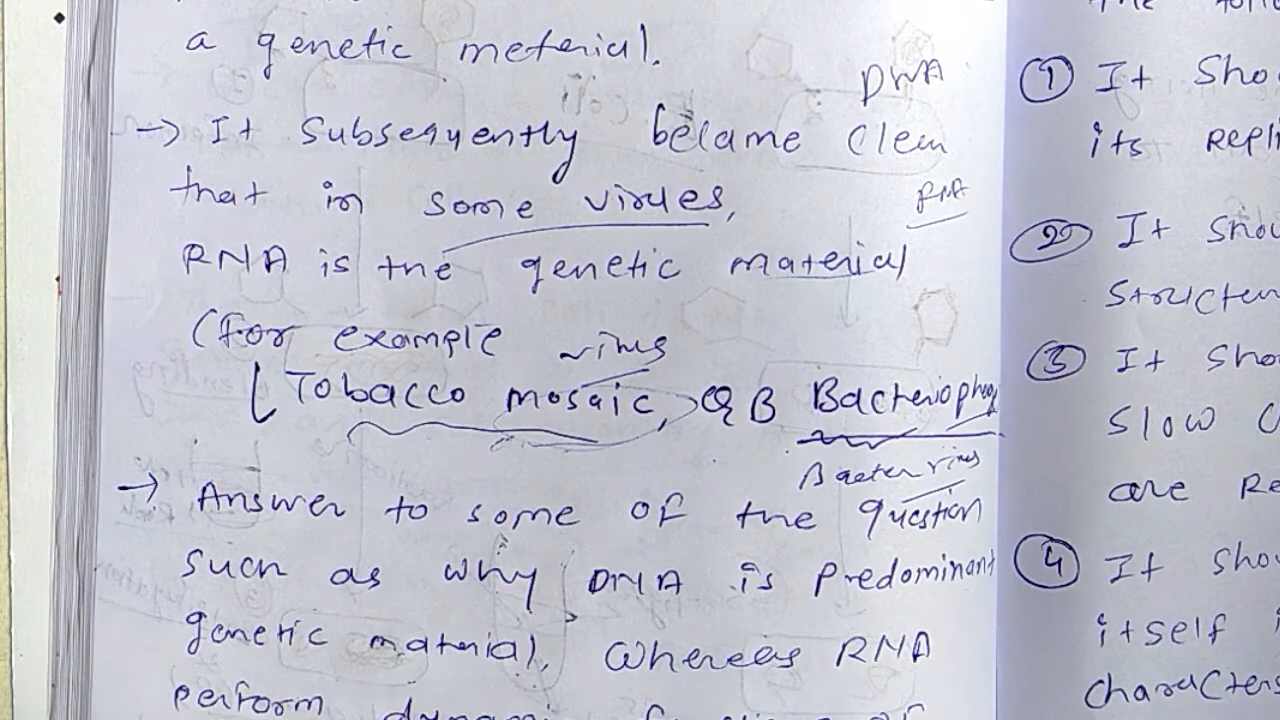 a genetic meterial.
DNA
→ It Subsequently became Clear
that in some virues,
RNA
RNA is the genetic material
(For example
virus
Tobacco mosaic, QB Bacteriophag
Bacter virus
→ Answer to some of the question
such as why DNA is Predominant
genetic material, whereas RNA
perform
① It Sho
its Repli
② It Shou
③ It Sho
Slow C
are Re
④ It Sho
itself i
characters